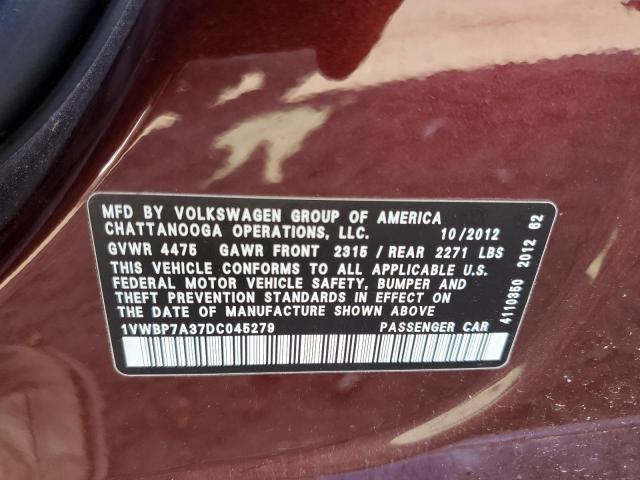 MFD BY VOLKSWAGEN GROUP OF AMERICA
CHATTANOOGA OPERATIONS, LLC. 10/2012
GVWR 4475 GAWR FRONT 2315 / REAR 2271 LBS
THIS VEHICLE CONFORMS TO ALL APPLICABLE U.S.
FEDERAL MOTOR VEHICLE SAFETY, BUMPER AND
THEFT PREVENTION STANDARDS IN EFFECT ON
THE DATE OF MANUFACTURE SHOWN ABOVE
1VWBP7A37DC045279 PASSENGER CAR
4110350 2012 62